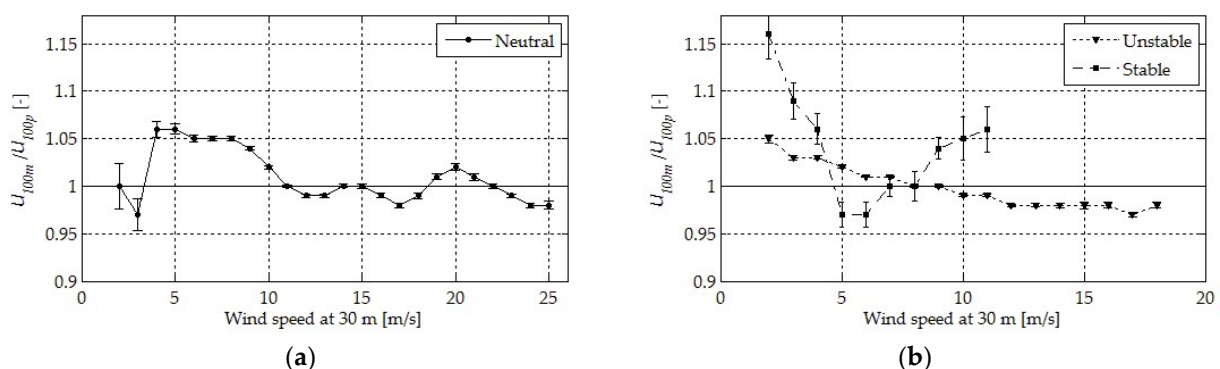 1.15
1.1
1.05
1
0.95
0.9
U100m /U100p [-]
0
5
10
15
20
25
Wind speed at 30 m [m/s]
Neutral
(a)
1.15
1.1
1.05
1
0.95
0.9
U100m /U100p [-]
0
5
10
15
20
Wind speed at 30 m [m/s]
Unstable
Stable
(b)